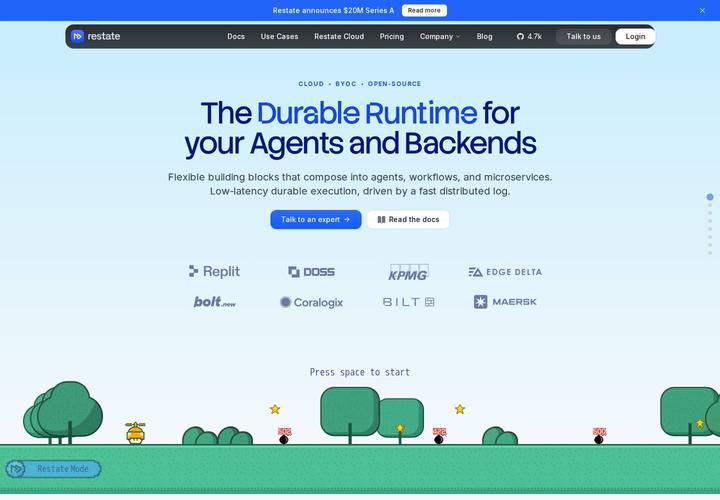 Restate announces $20M Series A Read more
restate Docs Use Cases Restate Cloud Pricing Company Blog 4.7k Talk to us Login
CLOUD • BYOC • OPEN-SOURCE
The Durable Runtime for
your Agents and Backends
Flexible building blocks that compose into agents, workflows, and microservices.
Low-latency durable execution, driven by a fast distributed log.
Talk to an expert → Read the docs
Replit DOSS KPMG EDGE DELTA
bolt.new Coralogix BILT MAERSK
Press space to start
Restate Mode